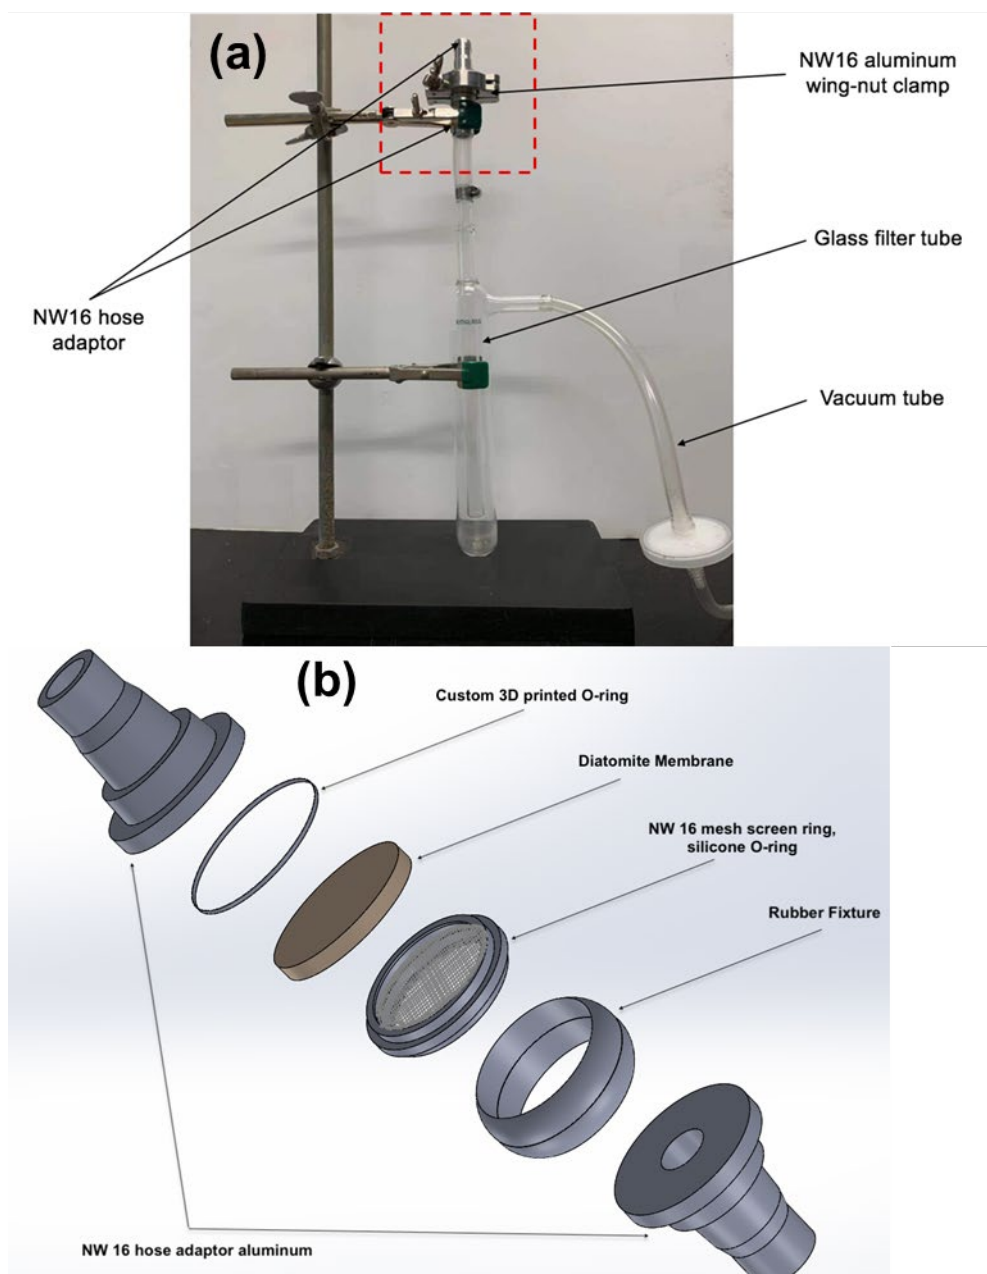 (a)
NW16 aluminum
wing-nut clamp
Glass filter tube
NW16 hose
adaptor
Vacuum tube
(b)
Custom 3D printed O-ring
Diatomite Membrane
NW 16 mesh screen ring,
silicone O-ring
Rubber Fixture
NW 16 hose adaptor aluminum